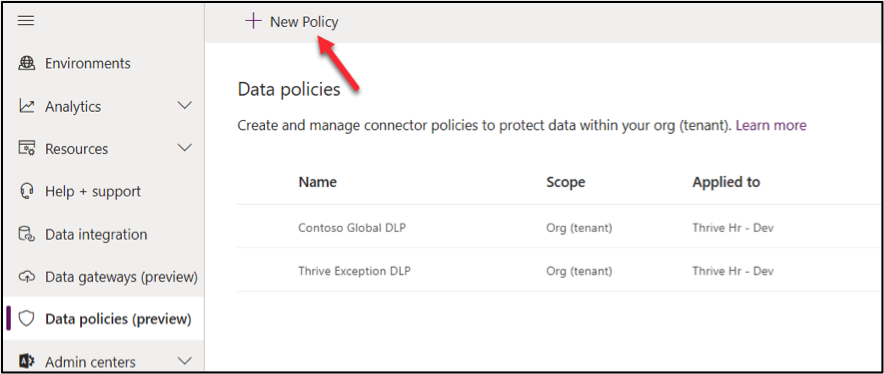 New Policy
Environments
Analytics
Resources
Help + support
Data integration
Data gateways (preview)
Data policies (preview)
Admin centers
Data policies
Create and manage connector policies to protect data within your org (tenant). Learn more
Name Scope Applied to
Contoso Global DLP Org (tenant) Thrive Hr - Dev
Thrive Exception DLP Org (tenant) Thrive Hr - Dev